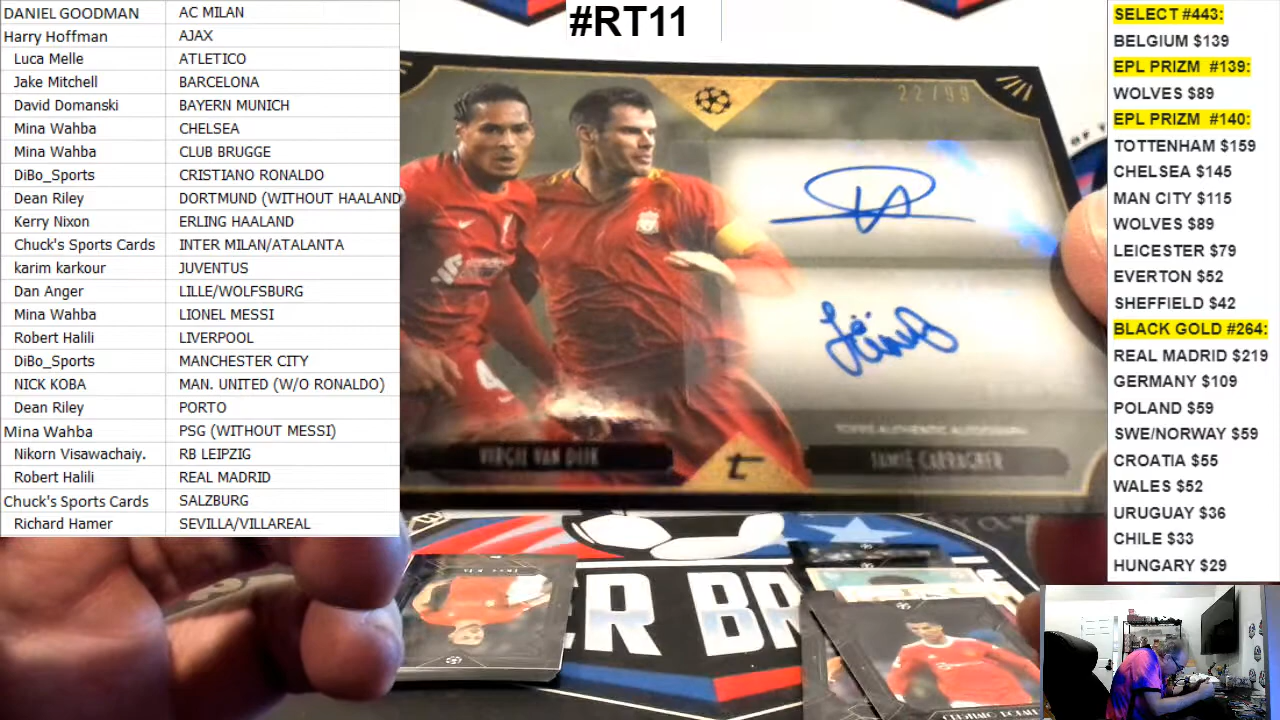 #RT11
DANIEL GOODMAN AC MILAN
Harry Hoffman AJAX
Luca Melle ATLETICO
Jake Mitchell BARCELONA
David Domanski BAYERN MUNICH
Mina Wahba CHELSEA
Mina Wahba CLUB BRUGGE
DiBo_Sports CRISTIANO RONALDO
Dean Riley DORTMUND (WITHOUT HAALAND
Kerry Nixon ERLING HAALAND
Chuck's Sports Cards INTER MILAN/ATALANTA
karim karkour JUVENTUS
Dan Anger LILLE/WOLFSBURG
Mina Wahba LIONEL MESSI
Robert Halili LIVERPOOL
DiBo_Sports MANCHESTER CITY
NICK KOBA MAN. UNITED (W/O RONALDO)
Dean Riley PORTO
Mina Wahba PSG (WITHOUT MESSI)
Nikorn Visawachaiy. RB LEIPZIG
Robert Halili REAL MADRID
Chuck's Sports Cards SALZBURG
Richard Hamer SEVILLA/VILLAREAL
22/99
TOPPS AUTHENTIC AUTOGRAPH
VIRGIL VAN DIJK
t
JAMIE CARRAGHER
ER BR
SELECT #443:
BELGIUM $139
EPL PRIZM #139:
WOLVES $89
EPL PRIZM #140:
TOTTENHAM $159
CHELSEA $145
MAN CITY $115
WOLVES $89
LEICESTER $79
EVERTON $52
SHEFFIELD $42
BLACK GOLD #264:
REAL MADRID $219
GERMANY $109
POLAND $59
SWE/NORWAY $59
CROATIA $55
WALES $52
URUGUAY $36
CHILE $33
HUNGARY $29